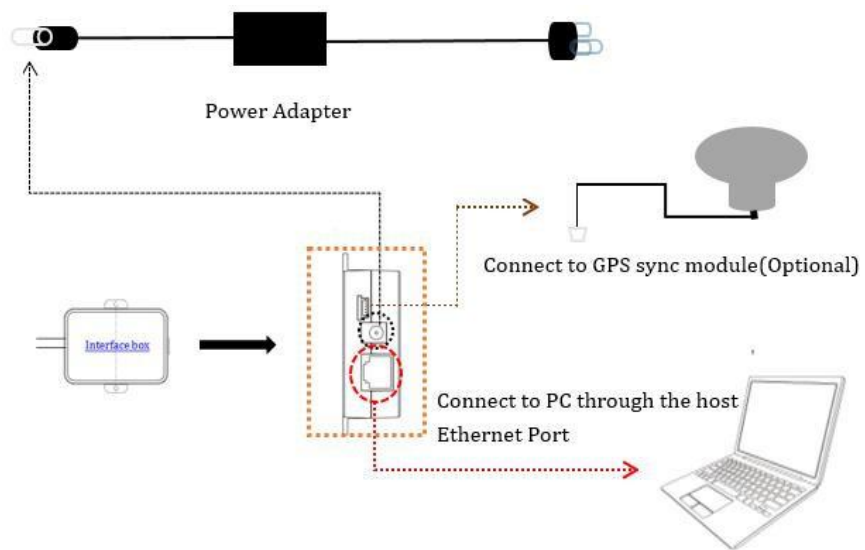 Power Adapter
Connect to GPS sync module(Optional)
Interface box
Connect to PC through the host
Ethernet Port